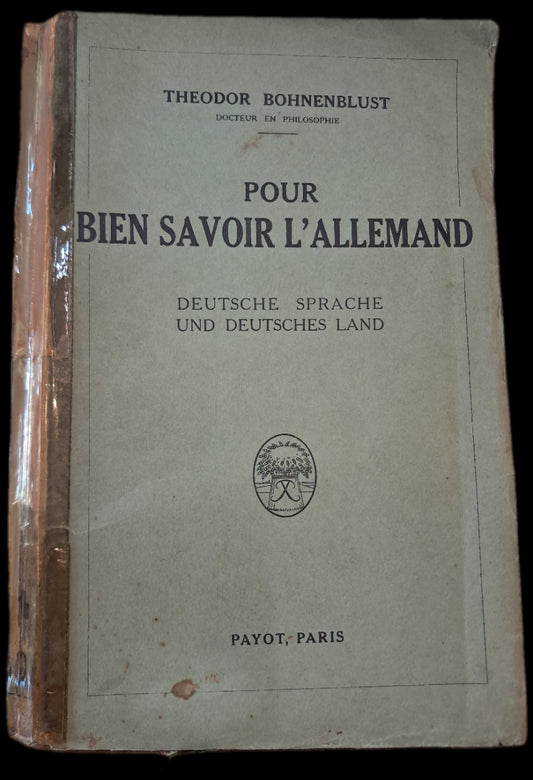 THEODOR BOHNENBLUST
DOCTEUR EN PHILOSOPHIE
POUR
BIEN SAVOIR L'ALLEMAND
DEUTSCHE SPRACHE
UND DEUTSCHES LAND
PAYOT, PARIS